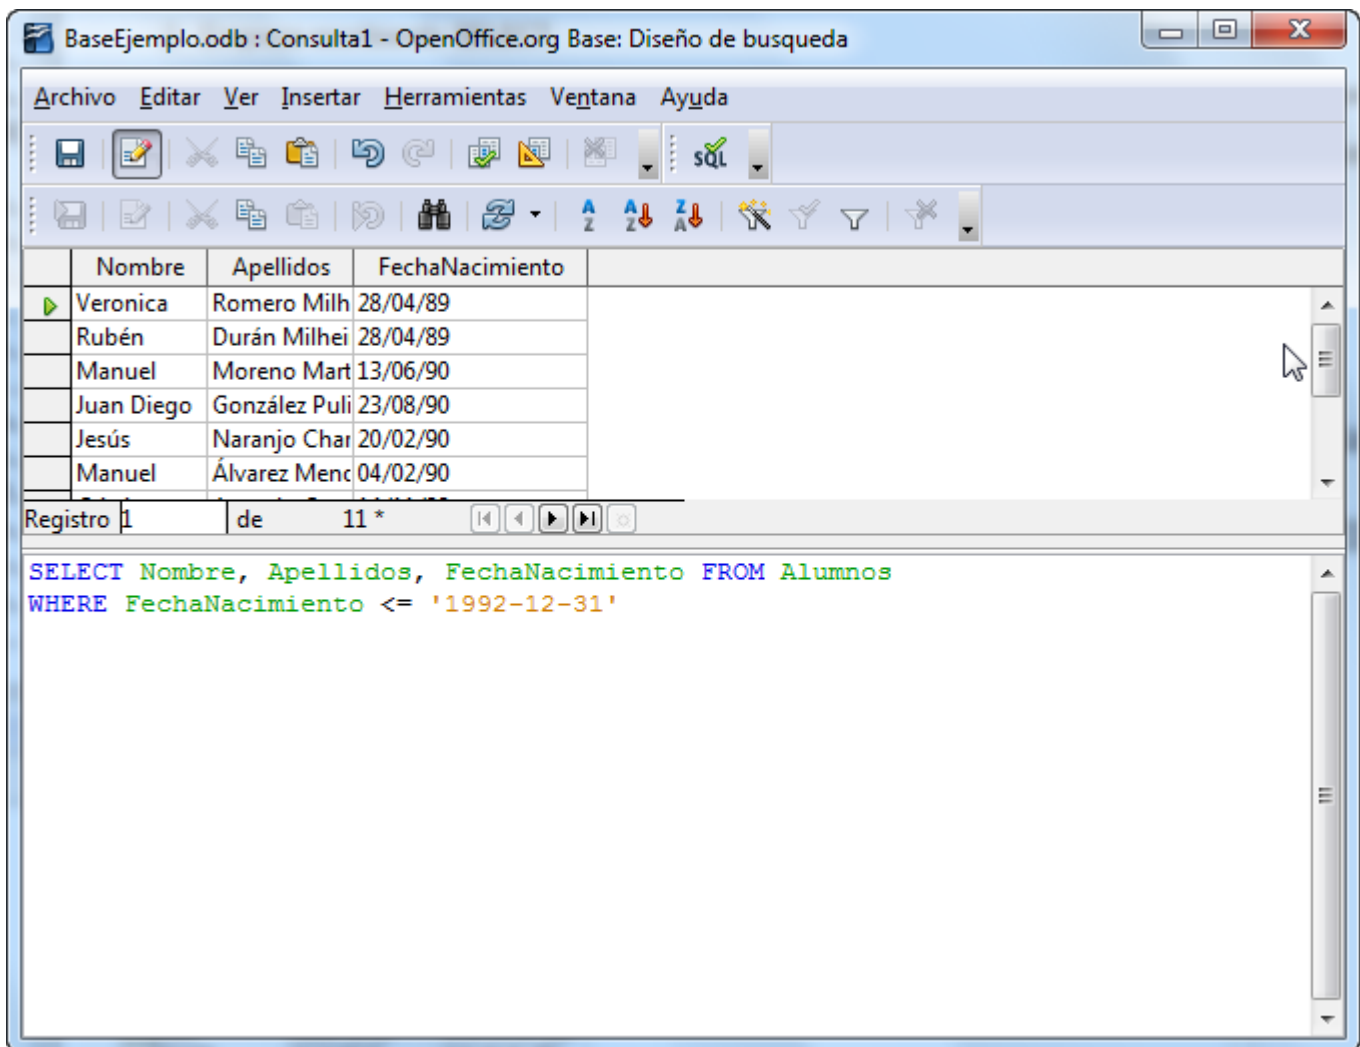 BaseEjemplo.odb : Consulta1 - OpenOffice.org Base: Diseño de busqueda
Archivo Editar Ver Insertar Herramientas Ventana Ayuda
SQL
A Z A Z Z A
Nombre Apellidos FechaNacimiento
Veronica Romero Milh 28/04/89
Rubén Durán Milhei 28/04/89
Manuel Moreno Mart 13/06/90
Juan Diego González Puli 23/08/90
Jesús Naranjo Char 20/02/90
Manuel Álvarez Menc 04/02/90
Registro 1 de 11 *
SELECT Nombre, Apellidos, FechaNacimiento FROM Alumnos
WHERE FechaNacimiento <= '1992-12-31'